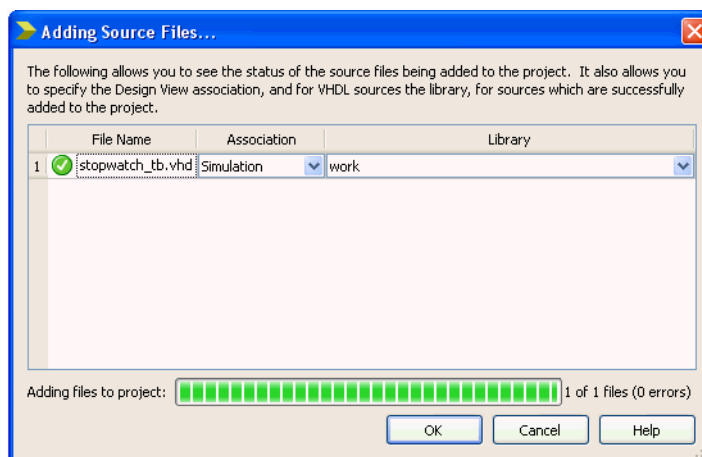 Adding Source Files...
The following allows you to see the status of the source files being added to the project. It also allows you
to specify the Design View association, and for VHDL sources the library, for sources which are successfully
added to the project.
File Name Association Library
1 stopwatch_tb.vhd Simulation work
Adding files to project: 1 of 1 files (0 errors)
OK Cancel Help